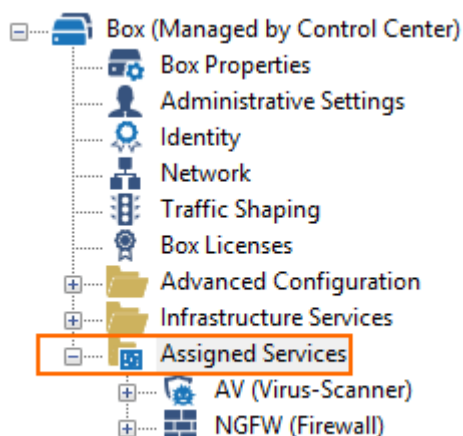 Box (Managed by Control Center)
Box Properties
Administrative Settings
Identity
Network
Traffic Shaping
Box Licenses
Advanced Configuration
Infrastructure Services
Assigned Services
AV (Virus-Scanner)
NGFW (Firewall)